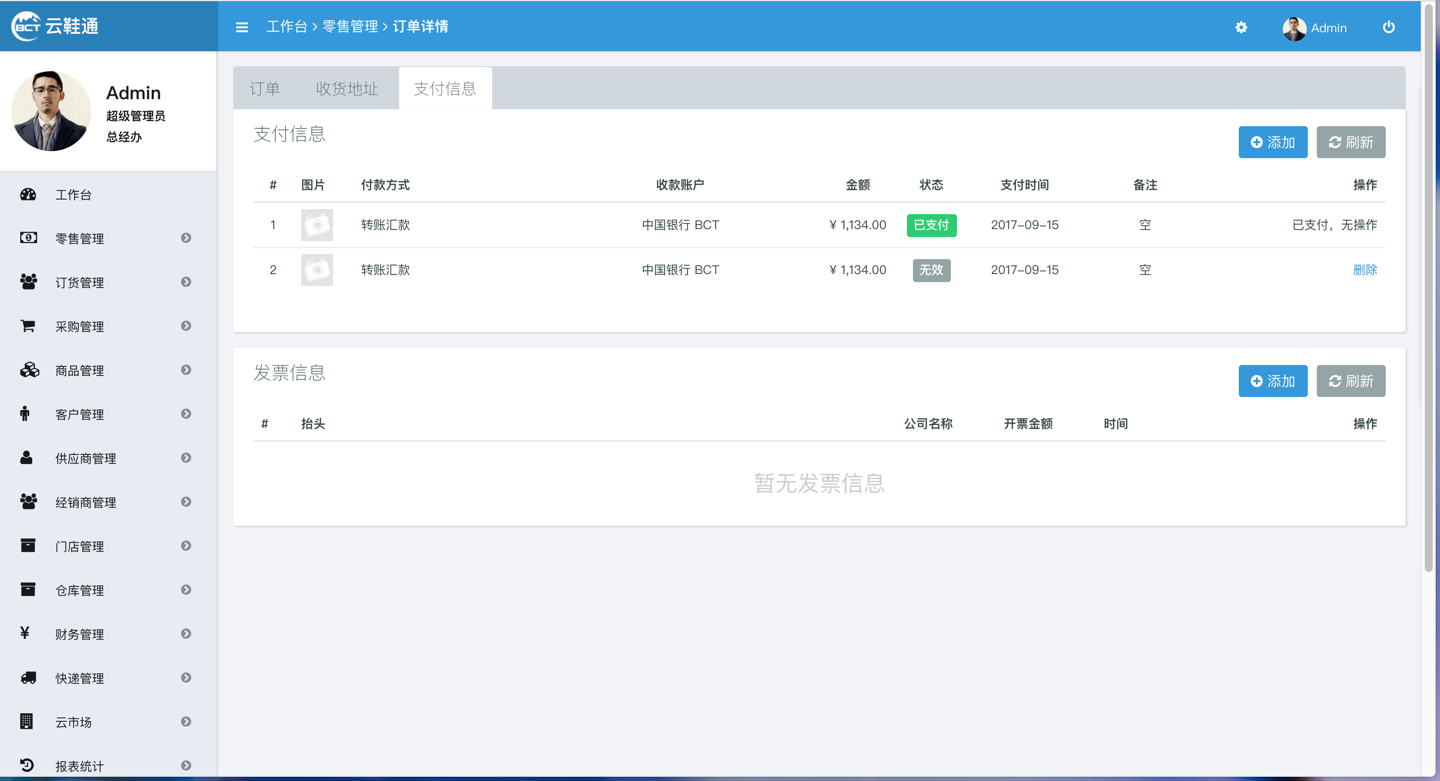 BCT 云鞋通
工作台 > 零售管理 > 订单详情
Admin
Admin
超级管理员
总经办
工作台
零售管理
订货管理
采购管理
商品管理
客户管理
供应商管理
经销商管理
门店管理
仓库管理
财务管理
快递管理
云市场
报表统计
订单 收货地址 支付信息
支付信息
添加 刷新
# 图片 付款方式 收款账户 金额 状态 支付时间 备注 操作
1 转账汇款 中国银行 BCT ¥ 1,134.00 已支付 2017-09-15 空 已支付，无操作
2 转账汇款 中国银行 BCT ¥ 1,134.00 无效 2017-09-15 空 删除
发票信息
添加 刷新
# 抬头 公司名称 开票金额 时间 操作
暂无发票信息